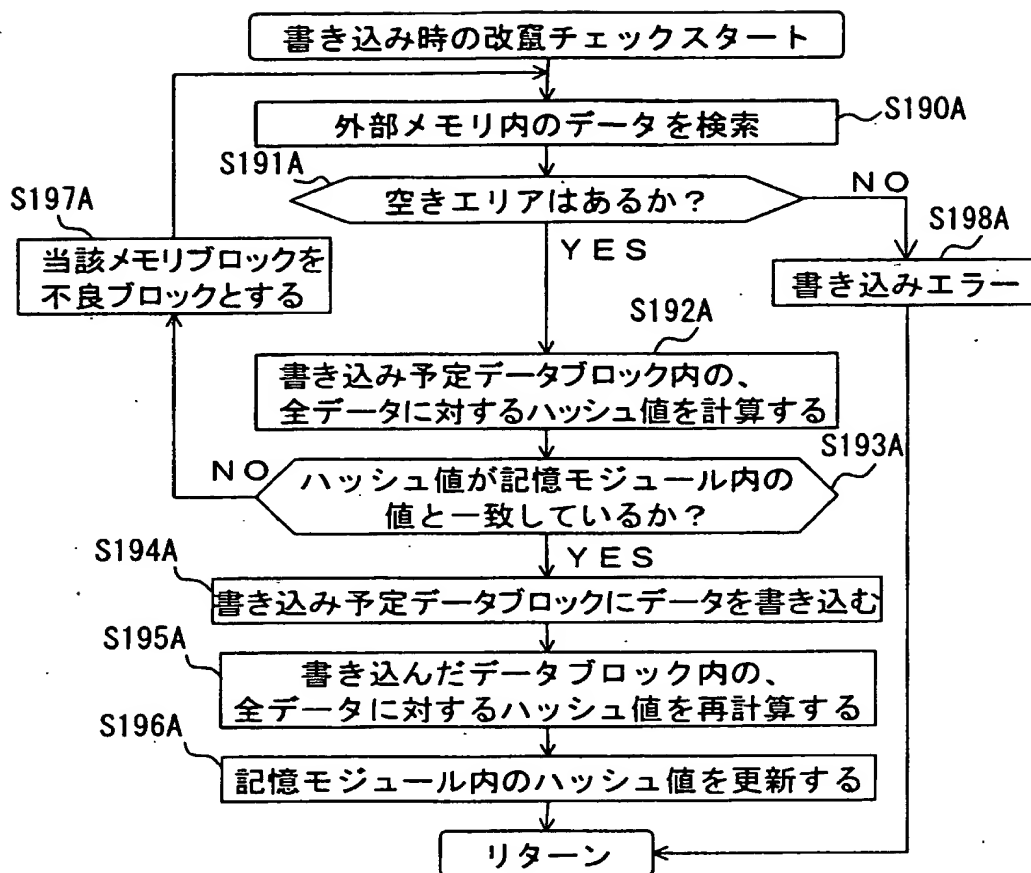 書き込み時の改竄チェックスタート
S190A
外部メモリ内のデータを検索
S191A
空きエリアはあるか?
NO
YES
S197A
当該メモリブロックを
不良ブロックとする
S198A
書き込みエラー
S192A
書き込み予定データブロック内の、
全データに対するハッシュ値を計算する
S193A
NO
ハッシュ値が記憶モジュール内の
値と一致しているか?
YES
S194A
書き込み予定データブロックにデータを書き込む
S195A
書き込んだデータブロック内の、
全データに対するハッシュ値を再計算する
S196A
記憶モジュール内のハッシュ値を更新する
リターン